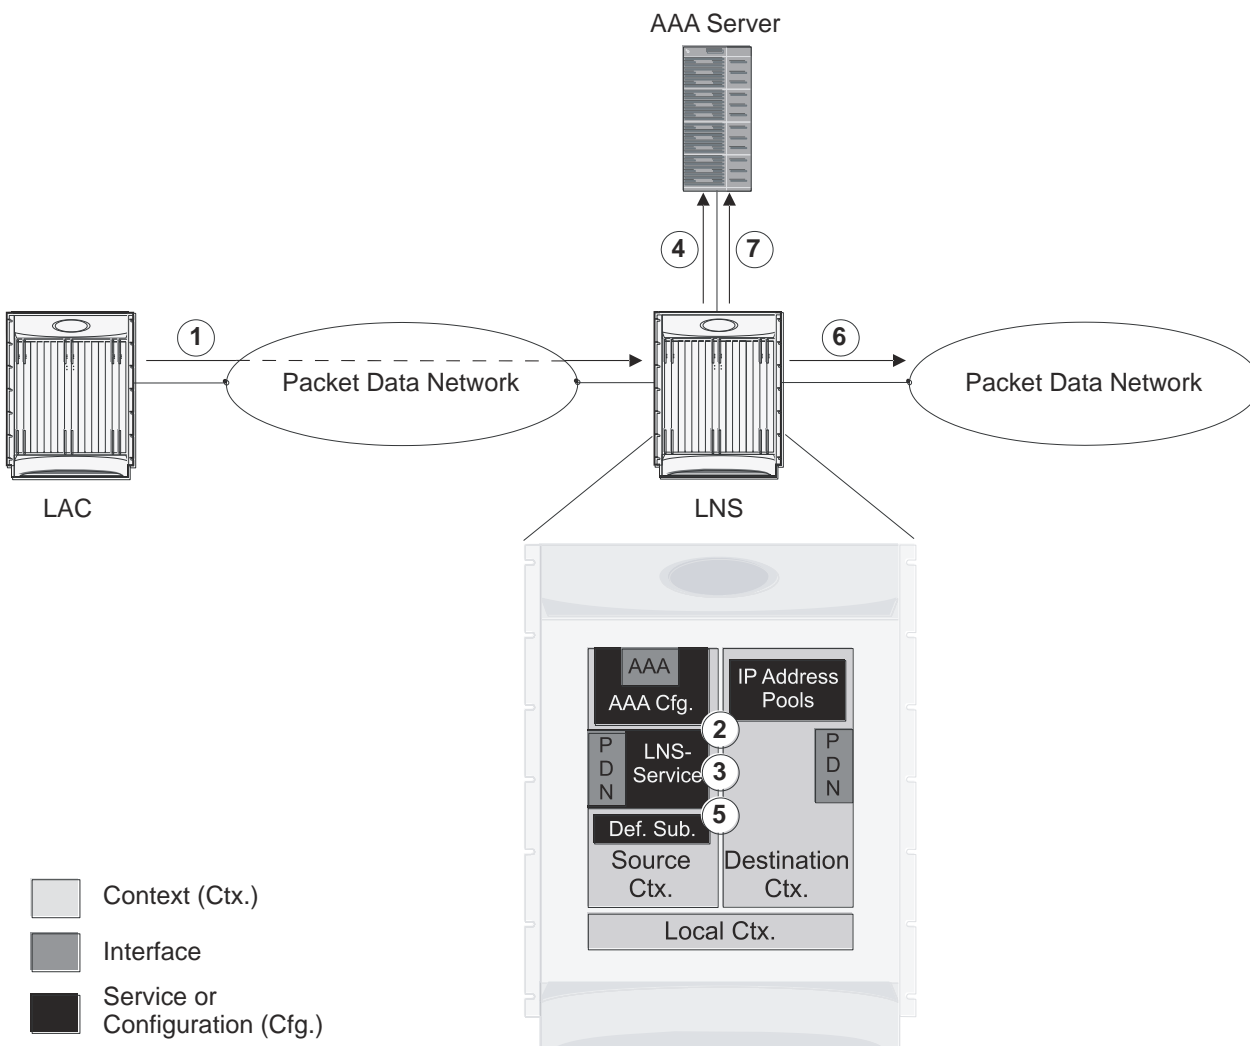 AAA Server
4
7
1
6
Packet Data Network
Packet Data Network
LAC
LNS
AAA
AAA Cfg.
IP Address
Pools
2
P
D
N
LNS-
Service
3
P
D
N
5
Def. Sub.
Source
Ctx.
Destination
Ctx.
Local Ctx.
Context (Ctx.)
Interface
Service or
Configuration (Cfg.)